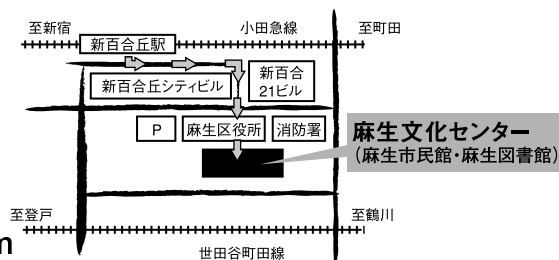 至新宿
小田急線
至町田
新百合丘駅
新百合丘シティビル
新百合
21ビル
P
麻生区役所
消防署
麻生文化センター
(麻生市民館・麻生図書館)
至登戸
至鶴川
世田谷町田線
m